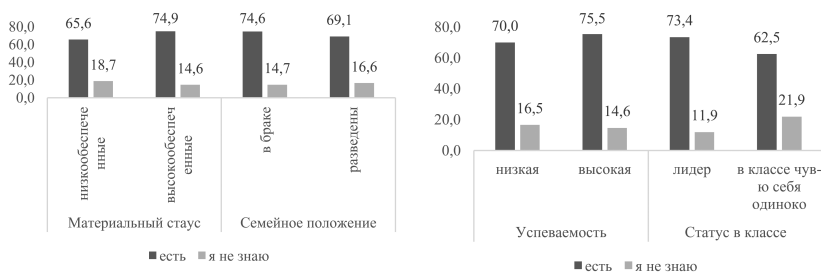 80,0
60,0
40,0
20,0
0,0
65,6
18,7
74,9
14,6
74,6
14,7
69,1
16,6
низкообеспече
нные
высокообеспеч
енные
в браке
разведены
Материальный стаус
Семейное положение
есть
я не знаю
80,0
60,0
40,0
20,0
0,0
70,0
16,5
75,5
14,6
73,4
11,9
62,5
21,9
низкая
высокая
лидер
в классе чув-
ю себя
одиноко
Успеваемость
Статус в классе
есть
я не знаю